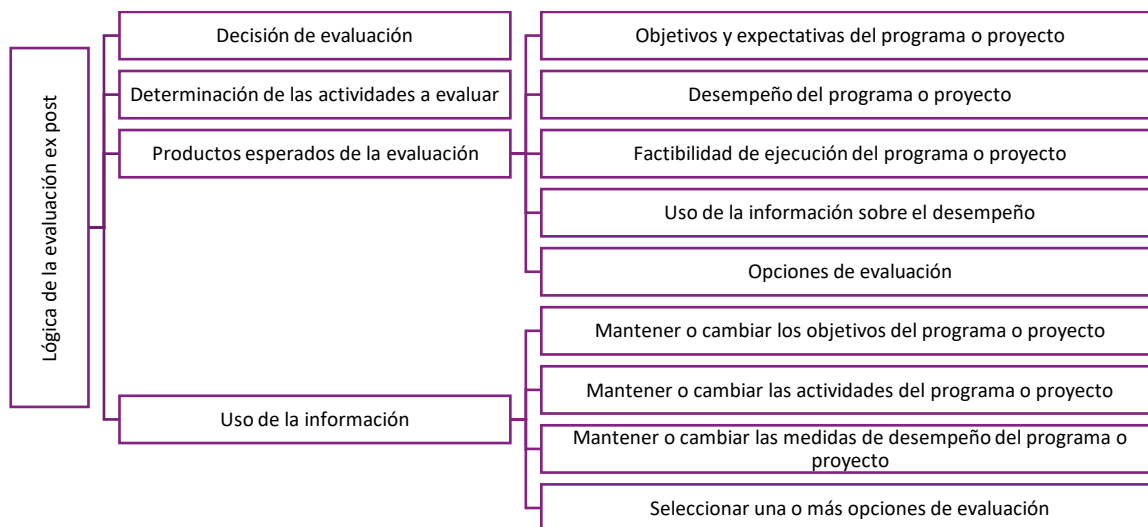 Lógica de la evaluación ex post
Decisión de evaluación
Determinación de las actividades a evaluar
Productos esperados de la evaluación
Objetivos y expectativas del programa o proyecto
Desempeño del programa o proyecto
Factibilidad de ejecución del programa o proyecto
Uso de la información sobre el desempeño
Opciones de evaluación
Uso de la información
Mantener o cambiar los objetivos del programa o proyecto
Mantener o cambiar las actividades del programa o proyecto
Mantener o cambiar las medidas de desempeño del programa o
proyecto
Seleccionar una o más opciones de evaluación